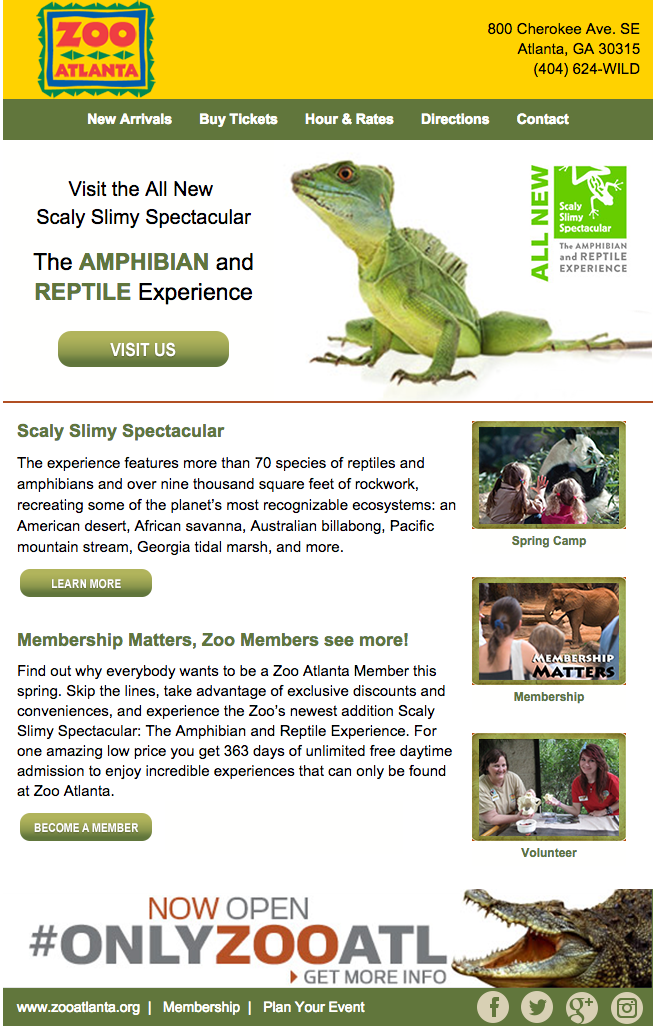 ZOO
ATLANTA
800 Cherokee Ave. SE
Atlanta, GA 30315
(404) 624-WILD
New Arrivals
Buy Tickets
Hour & Rates
Directions
Contact
Visit the All New
Scaly Slimy Spectacular
The AMPHIBIAN and
REPTILE Experience
VISIT US
ALL NEW
Scaly
Slimy
Spectacular
The AMPHIBIAN
and REPTILE
EXPERIENCE
Scaly Slimy Spectacular
The experience features more than 70 species of reptiles and
amphibians and over nine thousand square feet of rockwork,
recreating some of the planet's most recognizable ecosystems: an
American desert, African savanna, Australian billabong, Pacific
mountain stream, Georgia tidal marsh, and more.
LEARN MORE
Membership Matters, Zoo Members see more!
Find out why everybody wants to be a Zoo Atlanta Member this
spring. Skip the lines, take advantage of exclusive discounts and
conveniences, and experience the Zoo's newest addition Scaly
Slimy Spectacular: The Amphibian and Reptile Experience. For
one amazing low price you get 363 days of unlimited free daytime
admission to enjoy incredible experiences that can only be found
at Zoo Atlanta.
BECOME A MEMBER
Spring Camp
MEMBERSHIP
MATTERS
Membership
Volunteer
NOW OPEN
#ONLYZOOATL
GET MORE INFO
www.zooatlanta.org | Membership | Plan Your Event